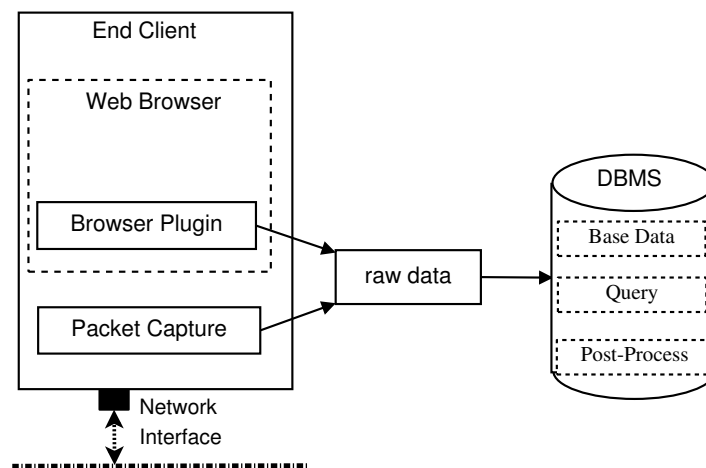 End Client
Web Browser
Browser Plugin
Packet Capture
Network
Interface
raw data
DBMS
Base Data
Query
Post-Process